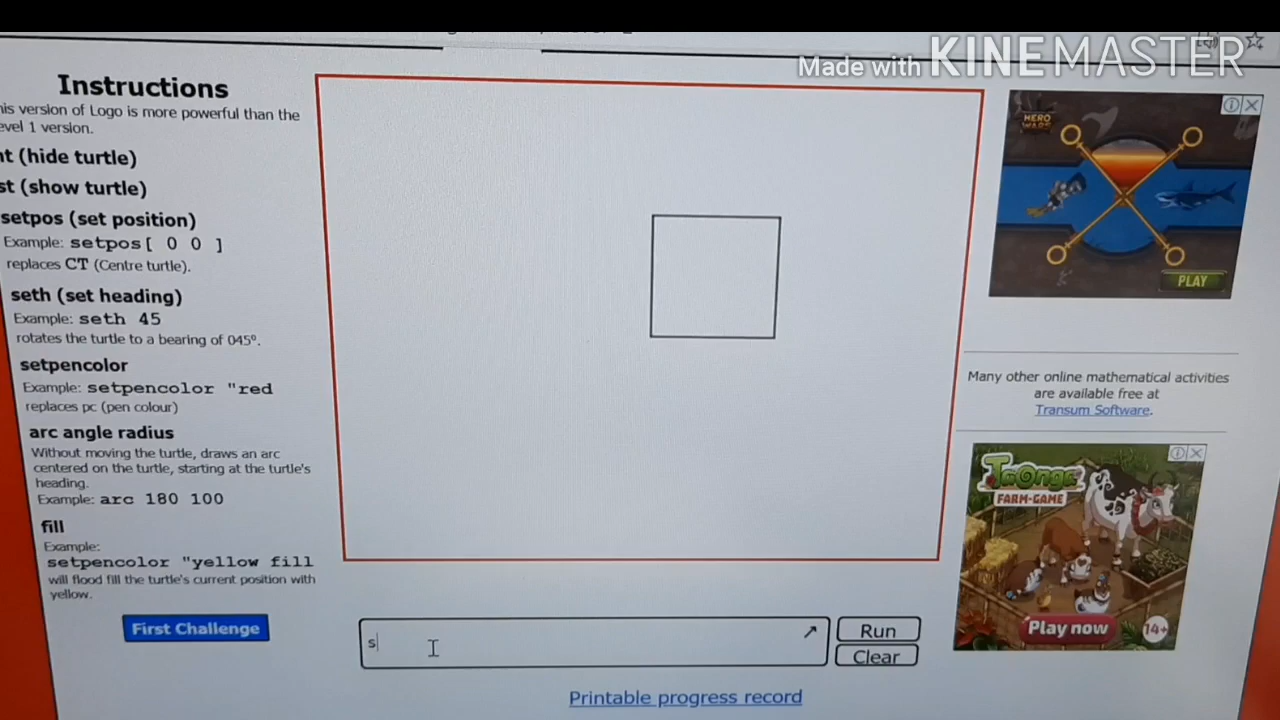 Made with KINEMASTER
Instructions
his version of Logo is more powerful than the
evel 1 version.
ht (hide turtle)
st (show turtle)
setpos (set position)
Example: setpos[ 0 0 ]
replaces CT (Centre turtle).
seth (set heading)
Example: seth 45
rotates the turtle to a bearing of 045°.
setpencolor
Example: setpencolor "red
replaces pc (pen colour)
arc angle radius
Without moving the turtle, draws an arc
centered on the turtle, starting at the turtle's
heading.
Example: arc 180 100
fill
Example:
setpencolor "yellow fill
will flood fill the turtle's current position with
yellow.
First Challenge
s
Run
Clear
Printable progress record
HERO
WARS
PLAY
Many other online mathematical activities
are available free at
Transum Software.
Taonga
FARM-GAME
Play now
14+